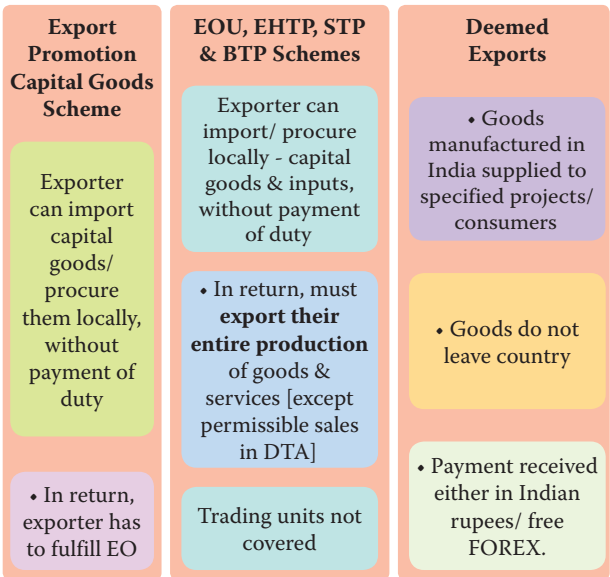 Export
Promotion
Capital Goods
Scheme
Exporter
can import
capital
goods/
procure
them locally,
without
payment of
duty
• In return,
exporter has
to fulfill EO
EOU, EHTP, STP
& BTP Schemes
Exporter can
import/ procure
locally - capital
goods & inputs,
without payment
of duty
• In return, must
export their
entire production
of goods &
services [except
permissible sales
in DTA]
Trading units not
covered
Deemed
Exports
• Goods
manufactured in
India supplied to
specified projects/
consumers
• Goods do not
leave country
• Payment received
either in Indian
rupees/ free
FOREX.